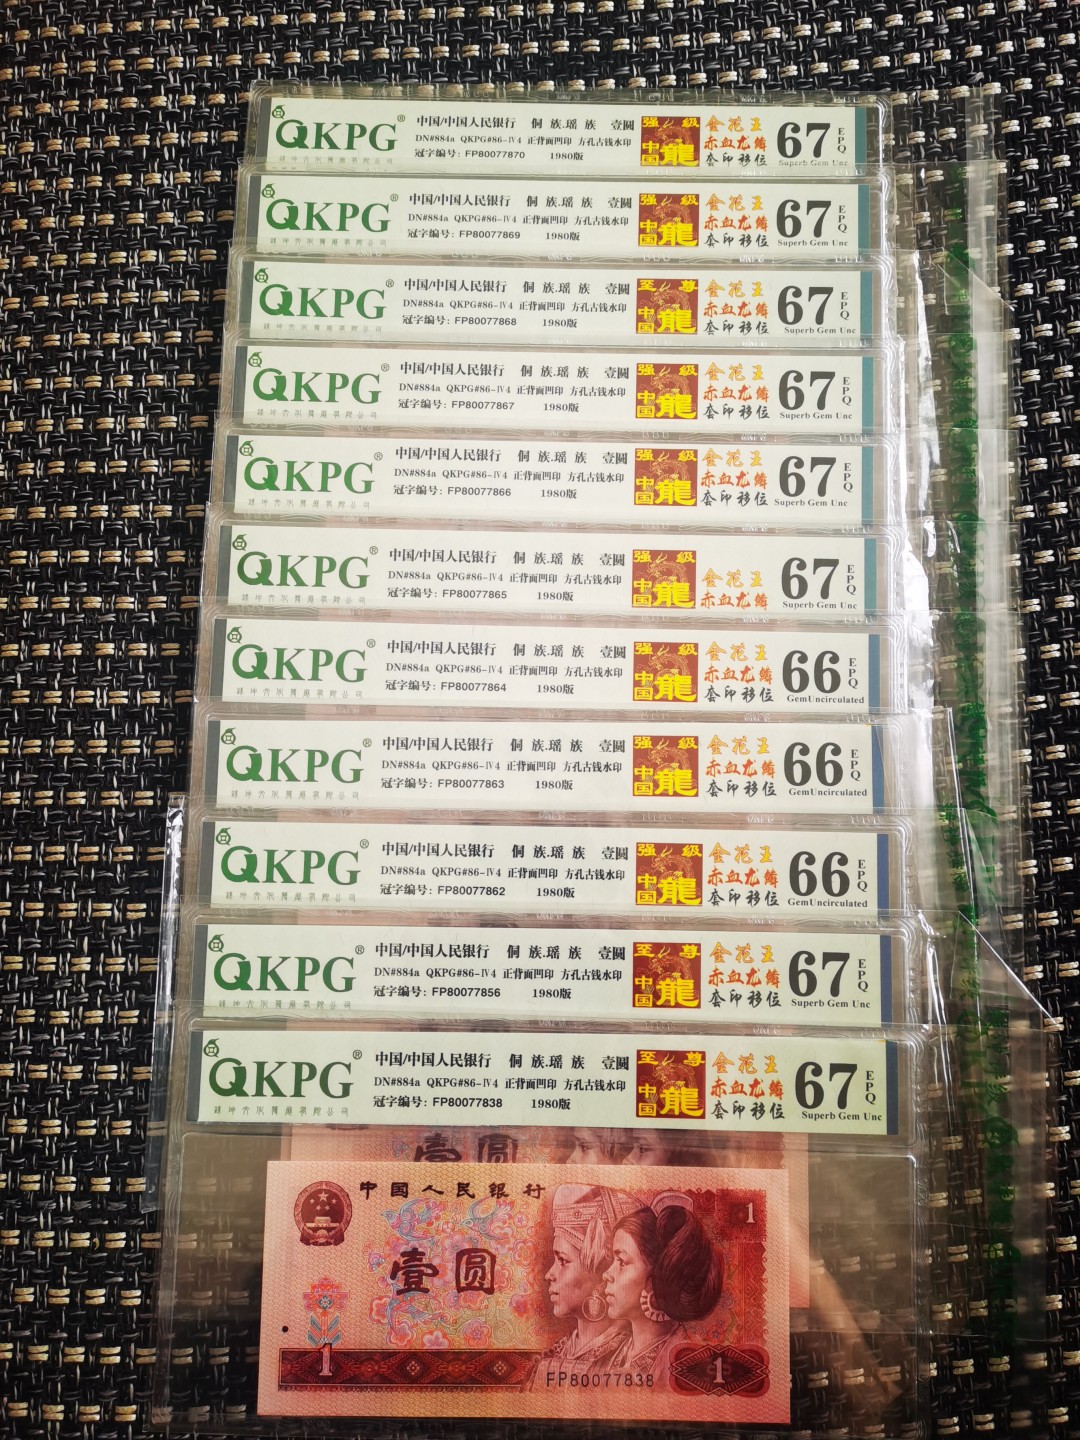 QKPG®
中国/中国人民银行 侗族.瑶族 壹圆
DN#884a QKPG#86-Ⅳ4 正背面凹印 方孔古钱水印
冠字编号: FP80077870 1980版
强级
中国龍
金花王
赤血龙鳞
套印移位
67 EPQ
Superb Gem Unc
QKPG®
中国/中国人民银行 侗族.瑶族 壹圆
DN#884a QKPG#86-Ⅳ4 正背面凹印 方孔古钱水印
冠字编号: FP80077869 1980版
强级
中国龍
金花王
赤血龙鳞
套印移位
67 EPQ
Superb Gem Unc
QKPG®
中国/中国人民银行 侗族.瑶族 壹圆
DN#884a QKPG#86-Ⅳ4 正背面凹印 方孔古钱水印
冠字编号: FP80077868 1980版
至尊
中国龍
金花王
赤血龙鳞
套印移位
67 EPQ
Superb Gem Unc
QKPG®
中国/中国人民银行 侗族.瑶族 壹圆
DN#884a QKPG#86-Ⅳ4 正背面凹印 方孔古钱水印
冠字编号: FP80077867 1980版
强级
中国龍
金花王
赤血龙鳞
套印移位
67 EPQ
Superb Gem Unc
QKPG®
中国/中国人民银行 侗族.瑶族 壹圆
DN#884a QKPG#86-Ⅳ4 正背面凹印 方孔古钱水印
冠字编号: FP80077866 1980版
强级
中国龍
金花王
赤血龙鳞
套印移位
67 EPQ
Superb Gem Unc
QKPG®
中国/中国人民银行 侗族.瑶族 壹圆
DN#884a QKPG#86-Ⅳ4 正背面凹印 方孔古钱水印
冠字编号: FP80077865 1980版
强级
中国龍
金花王
赤血龙鳞
67 EPQ
Superb Gem Unc
QKPG®
中国/中国人民银行 侗族.瑶族 壹圆
DN#884a QKPG#86-Ⅳ4 正背面凹印 方孔古钱水印
冠字编号: FP80077864 1980版
强级
中国龍
金花王
赤血龙鳞
套印移位
66 EPQ
GemUncirculated
QKPG®
中国/中国人民银行 侗族.瑶族 壹圆
DN#884a QKPG#86-Ⅳ4 正背面凹印 方孔古钱水印
冠字编号: FP80077863 1980版
强级
中国龍
金花王
赤血龙鳞
套印移位
66 EPQ
GemUncirculated
QKPG®
中国/中国人民银行 侗族.瑶族 壹圆
DN#884a QKPG#86-Ⅳ4 正背面凹印 方孔古钱水印
冠字编号: FP80077862 1980版
强级
中国龍
金花王
赤血龙鳞
套印移位
66 EPQ
GemUncirculated
QKPG®
中国/中国人民银行 侗族.瑶族 壹圆
DN#884a QKPG#86-Ⅳ4 正背面凹印 方孔古钱水印
冠字编号: FP80077856 1980版
至尊
中国龍
金花王
赤血龙鳞
套印移位
67 EPQ
Superb Gem Unc
QKPG®
中国/中国人民银行 侗族.瑶族 壹圆
DN#884a QKPG#86-Ⅳ4 正背面凹印 方孔古钱水印
冠字编号: FP80077838 1980版
至尊
中国龍
金花王
赤血龙鳞
套印移位
67 EPQ
Superb Gem Unc
壹圆
中国人民银行
1
壹圆
1
FP80077838
1